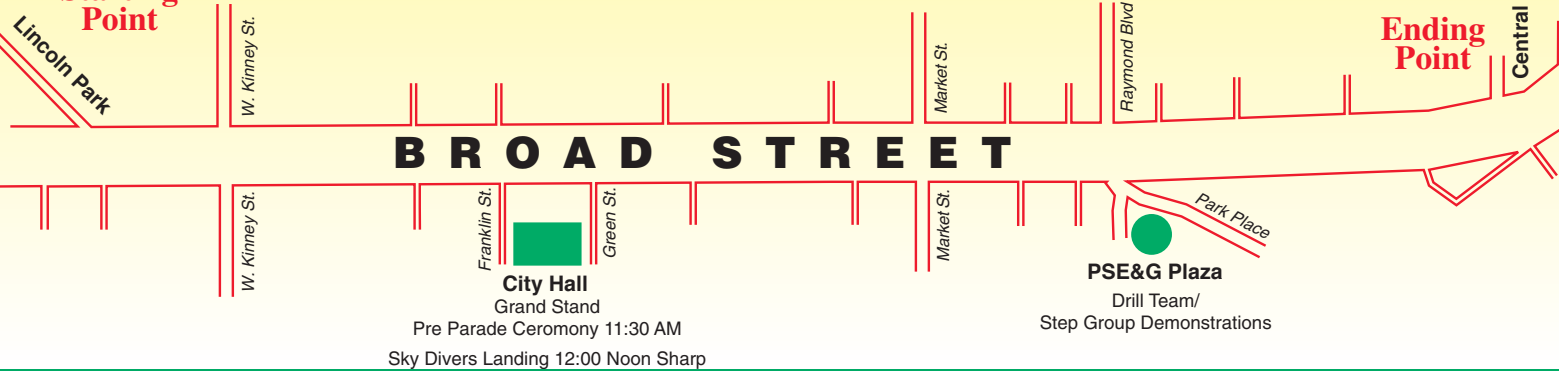 Point
Lincoln Park
W. Kinney St.
Market St.
Raymond Blvd
Ending
Point
Central
BROAD STREET
W. Kinney St.
Franklin St.
Green St.
Market St.
Park Place
City Hall
Grand Stand
Pre Parade Ceromony 11:30 AM
Sky Divers Landing 12:00 Noon Sharp
PSE&G Plaza
Drill Team/
Step Group Demonstrations